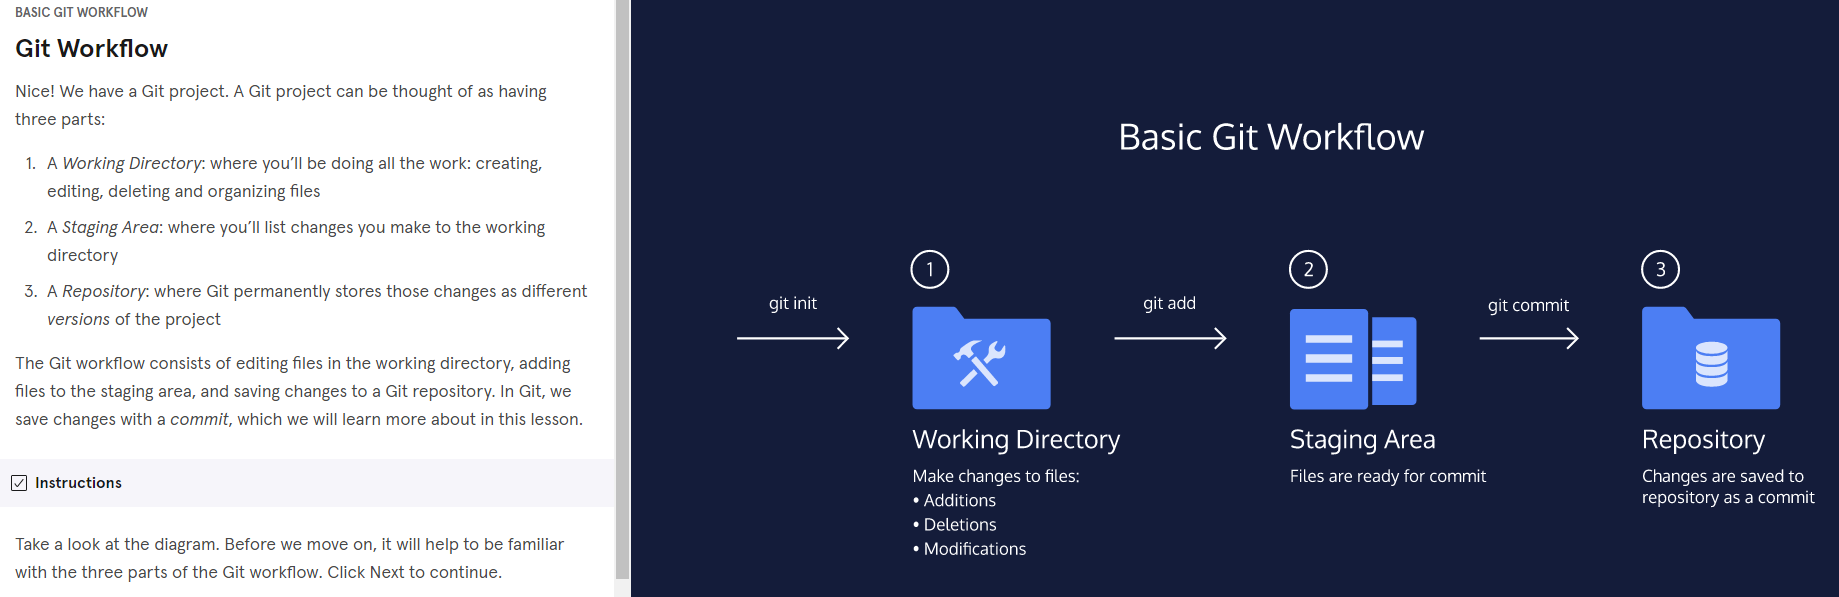 BASIC GIT WORKFLOW
Git Workflow
Nice! We have a Git project. A Git project can be thought of as having
three parts:
1. A Working Directory: where you’ll be doing all the work: creating,
editing, deleting and organizing files
2. A Staging Area: where you’ll list changes you make to the working
directory
3. A Repository: where Git permanently stores those changes as different
versions of the project
The Git workflow consists of editing files in the working directory, adding
files to the staging area, and saving changes to a Git repository. In Git, we
save changes with a commit, which we will learn more about in this lesson.
Instructions
Take a look at the diagram. Before we move on, it will help to be familiar
with the three parts of the Git workflow. Click Next to continue.
Basic Git Workflow
git init
1
Working Directory
Make changes to files:
• Additions
• Deletions
• Modifications
git add
2
Staging Area
Files are ready for commit
git commit
3
Repository
Changes are saved to
repository as a commit